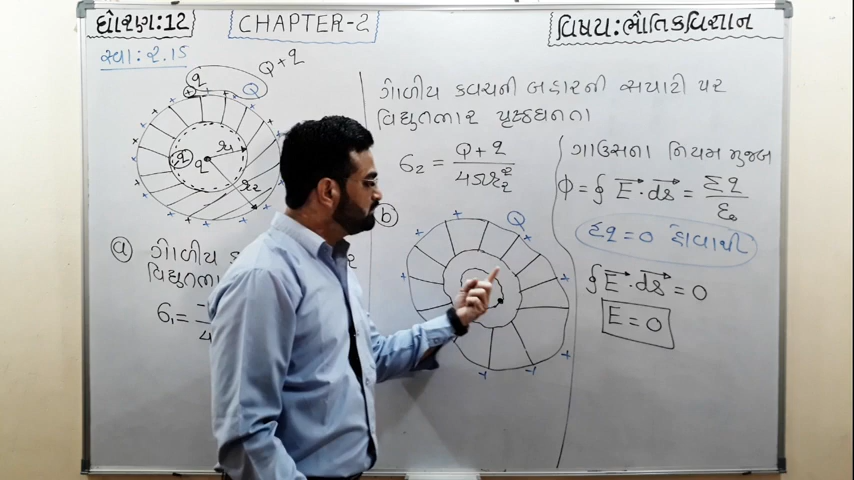 ધોરણ:12
CHAPTER-2
વિષય:ભૌતિકવિજ્ઞાન
સ્વા: 2.15
q
Q
Q+q
q
q
r₁
r₂
ગોળીય કવચની બહારની સપાટી પર
વિદ્યુતભાર પૃષ્ઠઘનતા
σ₂ = Q+q / 4πr₂²
ⓐ ગોળીય
વિદ્યુતભા
σ₁ = -
4
ⓑ
Q
ગાઉસના નિયમ મુજબ
ϕ = ∮ E⃗ · ds⃗ = Σq / ε₀
Σq = 0 હોવાથી
∮ E⃗ · ds⃗ = 0
E = 0